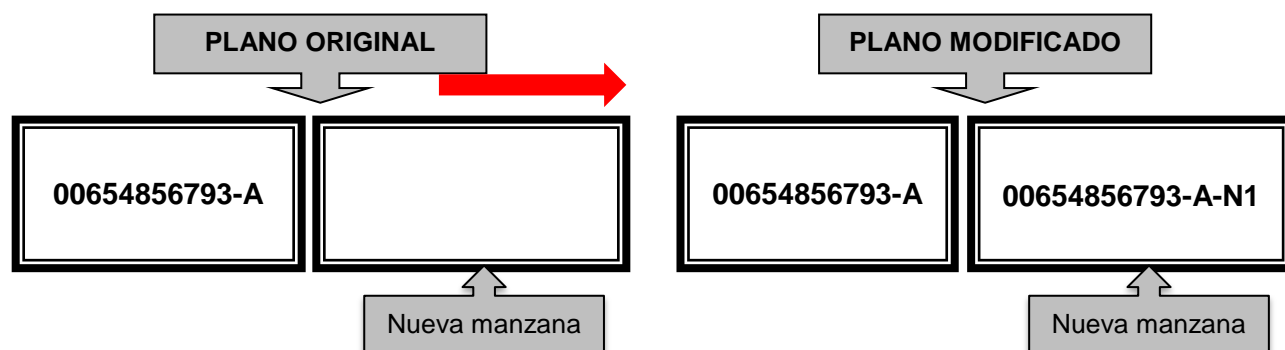 PLANO ORIGINAL
PLANO MODIFICADO
00654856793-A
00654856793-A
00654856793-A-N1
Nueva manzana
Nueva manzana